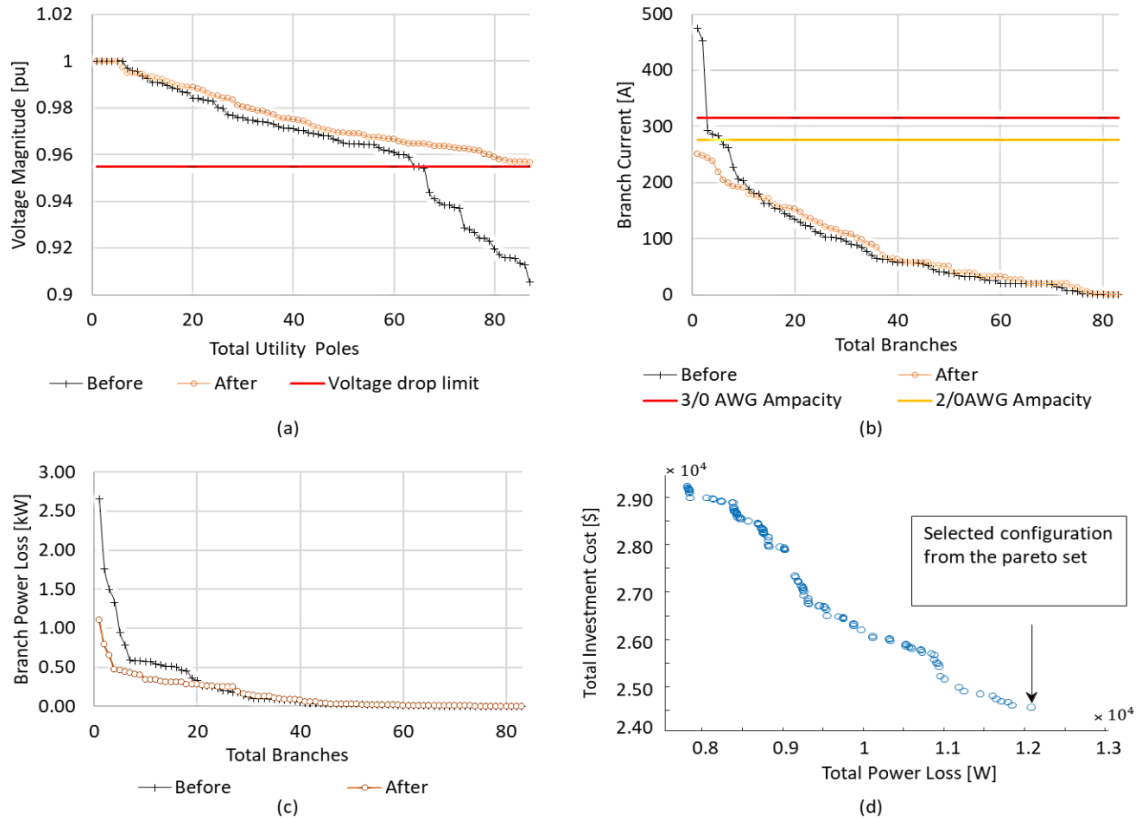 1.02
1
0.98
0.96
0.94
0.92
0.9
0
20
40
60
80
Voltage Magnitude [pu]
Total Utility Poles
Before
After
Voltage drop limit
(a)
500
400
300
200
100
0
0
20
40
60
80
Branch Current [A]
Total Branches
Before
After
3/0 AWG Ampacity
2/0AWG Ampacity
(b)
3.00
2.50
2.00
1.50
1.00
0.50
0.00
0
20
40
60
80
Branch Power Loss [kW]
Total Branches
Before
After
(c)
× 10⁴
2.90
2.80
2.70
2.60
2.50
2.40
Total Investment Cost [$]
Selected configuration
from the pareto set
× 10⁴
0.8
0.9
1
1.1
1.2
1.3
Total Power Loss [W]
(d)